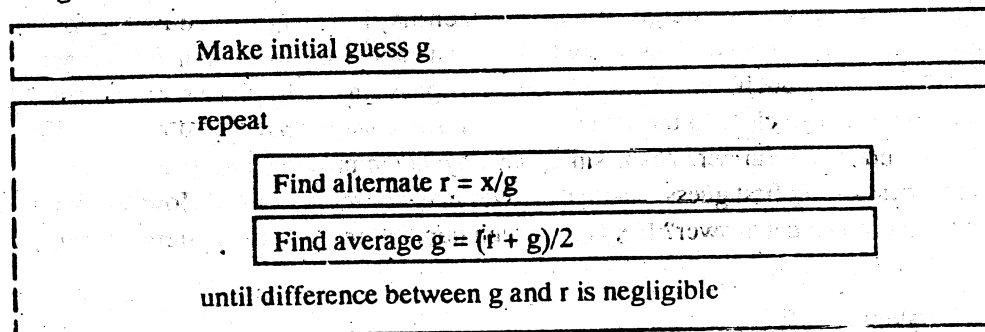 Make initial guess g
repeat
Find alternate r = x/g
Find average g = (r + g)/2
until difference between g and r is negligible